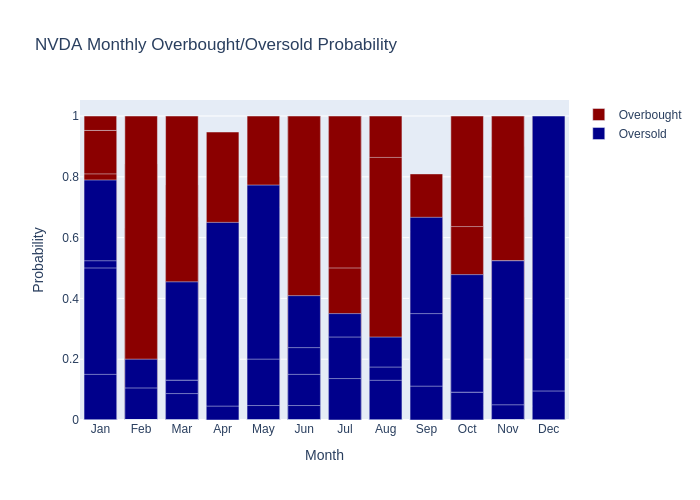 NVDA Monthly Overbought/Oversold Probability
Overbought
Oversold
Probability
1
0.8
0.6
0.4
0.2
0
Jan Feb Mar Apr May Jun Jul Aug Sep Oct Nov Dec
Month